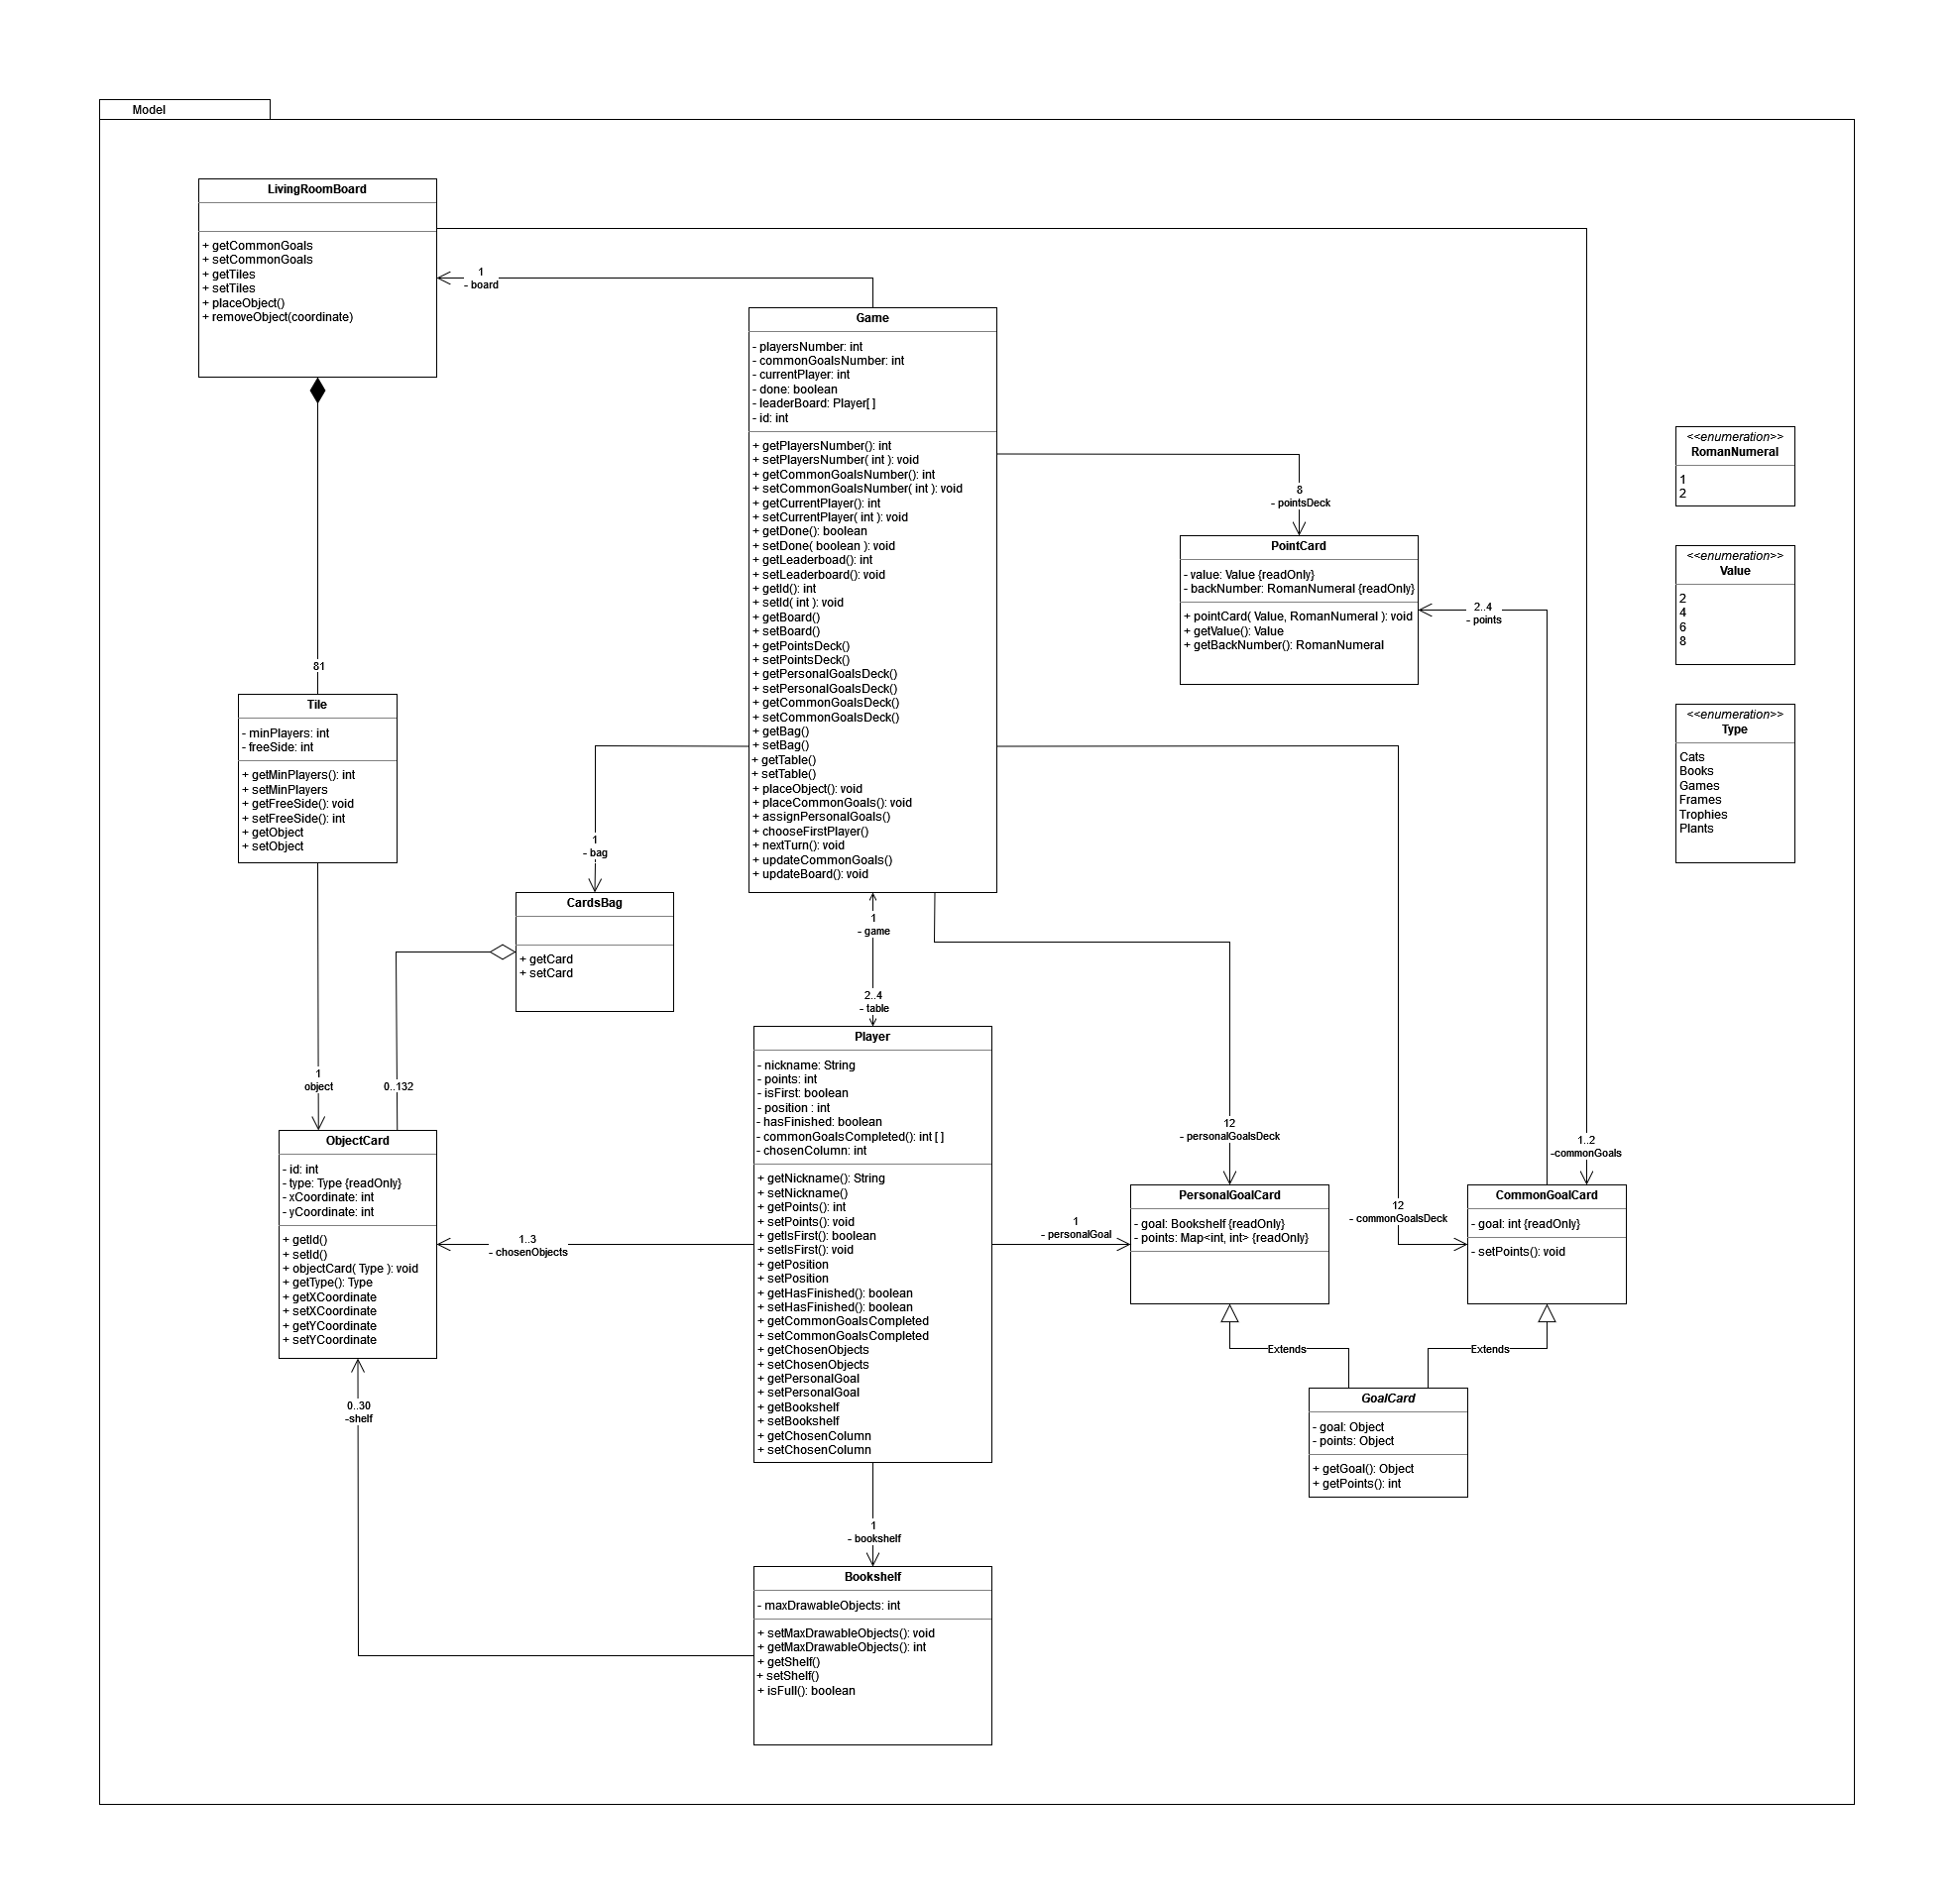 Model
LivingRoomBoard
+ getCommonGoals
+ setCommonGoals
+ getTiles
+ setTiles
+ placeObject()
+ removeObject(coordinate)
1
- board
Game
- playersNumber: int
- commonGoalsNumber: int
- currentPlayer: int
- done: boolean
- leaderBoard: Player[ ]
- id: int
+ getPlayersNumber(): int
+ setPlayersNumber( int ): void
+ getCommonGoalsNumber(): int
+ setCommonGoalsNumber( int ): void
+ getCurrentPlayer(): int
+ setCurrentPlayer( int ): void
+ getDone(): boolean
+ setDone( boolean ): void
+ getLeaderboad(): int
+ setLeaderboard(): void
+ getId(): int
+ setId( int ): void
+ getBoard()
+ setBoard()
+ getPointsDeck()
+ setPointsDeck()
+ getPersonalGoalsDeck()
+ setPersonalGoalsDeck()
+ getCommonGoalsDeck()
+ setCommonGoalsDeck()
+ getBag()
+ setBag()
+ getTable()
+ setTable()
+ placeObject(): void
+ placeCommonGoals(): void
+ assignPersonalGoals()
+ chooseFirstPlayer()
+ nextTurn(): void
+ updateCommonGoals()
+ updateBoard(): void
8
- pointsDeck
PointCard
- value: Value {readOnly}
- backNumber: RomanNumeral {readOnly}
+ pointCard( Value, RomanNumeral ): void
+ getValue(): Value
+ getBackNumber(): RomanNumeral
2..4
- points
<<enumeration>>
RomanNumeral
1
2
<<enumeration>>
Value
2
4
6
8
<<enumeration>>
Type
Cats
Books
Games
Frames
Trophies
Plants
81
Tile
- minPlayers: int
- freeSide: int
+ getMinPlayers(): int
+ setMinPlayers
+ getFreeSide(): void
+ setFreeSide(): int
+ getObject
+ setObject
1
- bag
CardsBag
+ getCard
+ setCard
1
- game
2..4
- table
1
object
0..132
ObjectCard
- id: int
- type: Type {readOnly}
- xCoordinate: int
- yCoordinate: int
+ getId()
+ setId()
+ objectCard( Type ): void
+ getType(): Type
+ getXCoordinate
+ setXCoordinate
+ getYCoordinate
+ setYCoordinate
1..3
- chosenObjects
Player
- nickname: String
- points: int
- isFirst: boolean
- position : int
- hasFinished: boolean
- commonGoalsCompleted(): int [ ]
- chosenColumn: int
+ getNickname(): String
+ setNickname()
+ getPoints(): int
+ setPoints(): void
+ getIsFirst(): boolean
+ setIsFirst(): void
+ getPosition
+ setPosition
+ getHasFinished(): boolean
+ setHasFinished(): boolean
+ getCommonGoalsCompleted
+ setCommonGoalsCompleted
+ getChosenObjects
+ setChosenObjects
+ getPersonalGoal
+ setPersonalGoal
+ getBookshelf
+ setBookshelf
+ getChosenColumn
+ setChosenColumn
1
- personalGoal
12
- personalGoalsDeck
PersonalGoalCard
- goal: Bookshelf {readOnly}
- points: Map<int, int> {readOnly}
12
- commonGoalsDeck
1..2
-commonGoals
CommonGoalCard
- goal: int {readOnly}
- setPoints(): void
Extends
Extends
GoalCard
- goal: Object
- points: Object
+ getGoal(): Object
+ getPoints(): int
0..30
-shelf
1
- bookshelf
Bookshelf
- maxDrawableObjects: int
+ setMaxDrawableObjects(): void
+ getMaxDrawableObjects(): int
+ getShelf()
+ setShelf()
+ isFull(): boolean